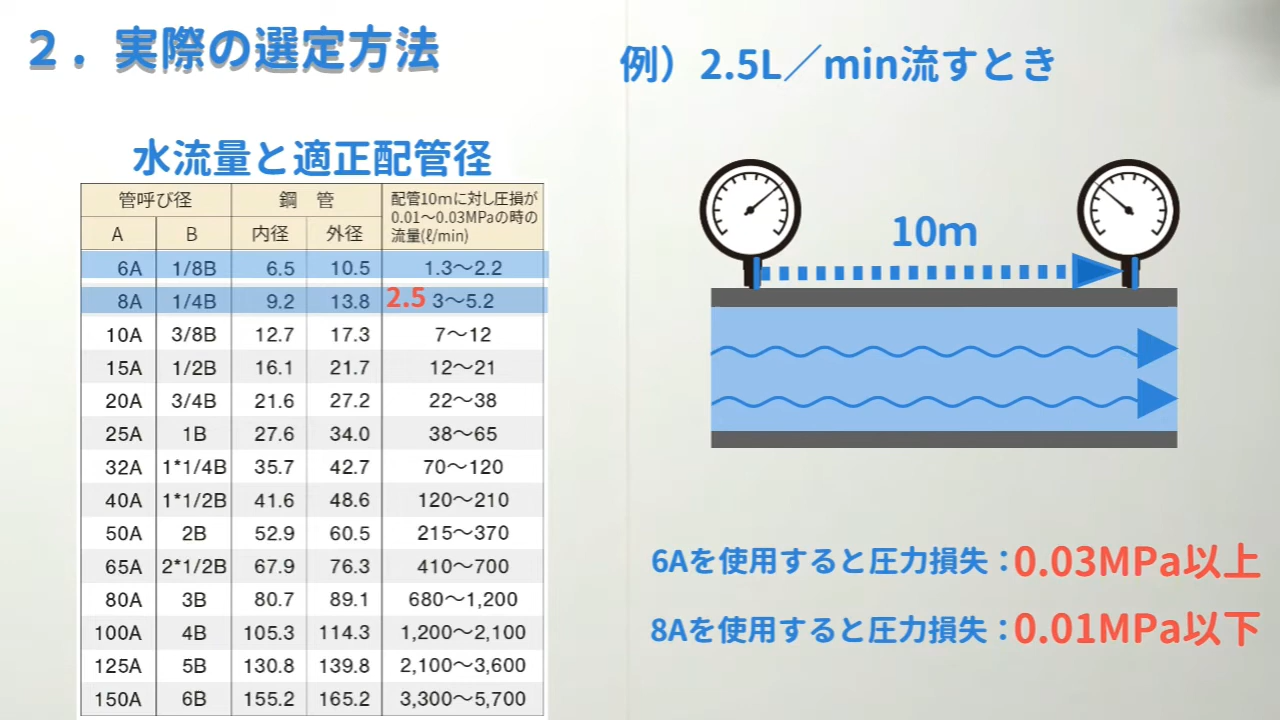 2．実際の選定方法
例）2.5L／min流すとき
水流量と適正配管径
管呼び径 鋼 管 配管10mに対し圧損が
0.01～0.03MPaの時の
流量(ℓ/min)
A B 内径 外径
6A 1/8B 6.5 10.5 1.3～2.2
8A 1/4B 9.2 13.8 2.5 3～5.2
10A 3/8B 12.7 17.3 7～12
15A 1/2B 16.1 21.7 12～21
20A 3/4B 21.6 27.2 22～38
25A 1B 27.6 34.0 38～65
32A 1*1/4B 35.7 42.7 70～120
40A 1*1/2B 41.6 48.6 120～210
50A 2B 52.9 60.5 215～370
65A 2*1/2B 67.9 76.3 410～700
80A 3B 80.7 89.1 680～1,200
100A 4B 105.3 114.3 1,200～2,100
125A 5B 130.8 139.8 2,100～3,600
150A 6B 155.2 165.2 3,300～5,700
10m
6Aを使用すると圧力損失：0.03MPa以上
8Aを使用すると圧力損失：0.01MPa以下